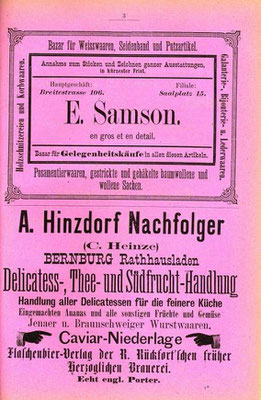 3
Bazar für Weisswaaren, Seidenband und Putzartikel.
Holzschnitzereien und Korbwaaren.
Annahme zum Sticken und Zeichnen ganzer Ausstattungen,
in kürzester Frist.
Hauptgeschäft:
Breitestrasse 106.
Filiale:
Saalplatz 15.
E. Samson.
en gros et en detail.
Bazar für Gelegenheitskäufe in allen diesen Artikeln.
Galanterie-, Bijouterie- u. Lederwaaren.
Posamentierwaaren, gestrickte und gehäkelte baumwollene und
wollene Sachen.
A. Hinzdorf Nachfolger
(C. Heinze)
BERNBURG Rathhausladen
Delicatess-, Thee- und Südfrucht-Handlung
Handlung aller Delicatessen für die feinere Küche
Eingemachten Ananas und alle sonstigen Früchte und Gemüse
Jenaer u. Braunschweiger Wurstwaaren.
Caviar-Niederlage
Flaschenbier-Verlag der R. Rückfort'schen früher
Herzoglichen Brauerei.
Echt engl. Porter.